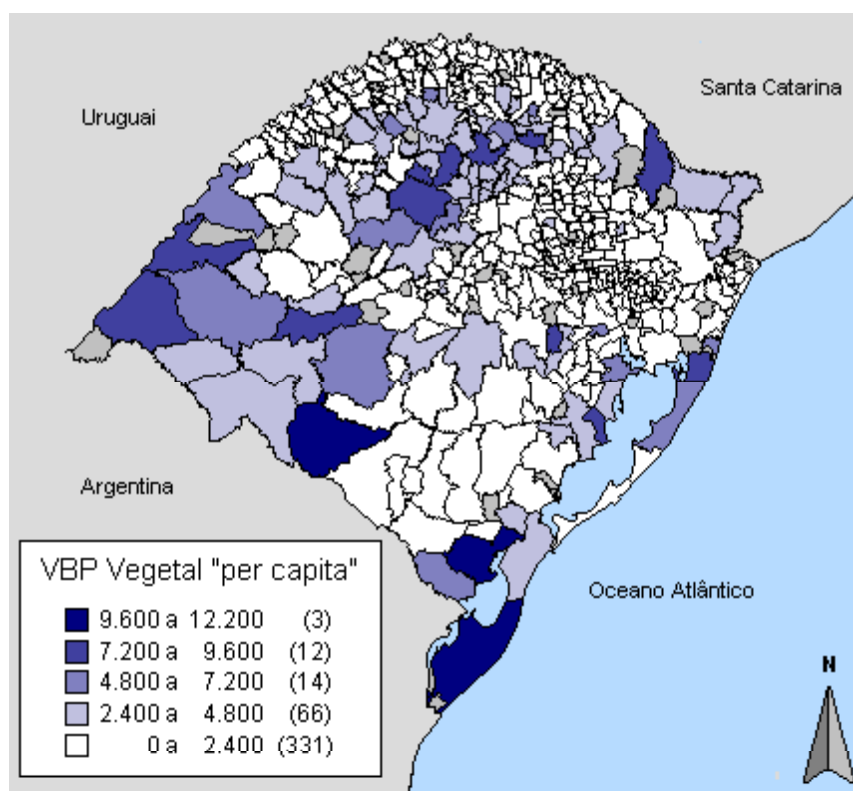 Santa Catarina
Uruguai
Argentina
Oceano Atlântico
VBP Vegetal "per capita"
9.600 a 12.200 (3)
7.200 a 9.600 (12)
4.800 a 7.200 (14)
2.400 a 4.800 (66)
0 a 2.400 (331)
N